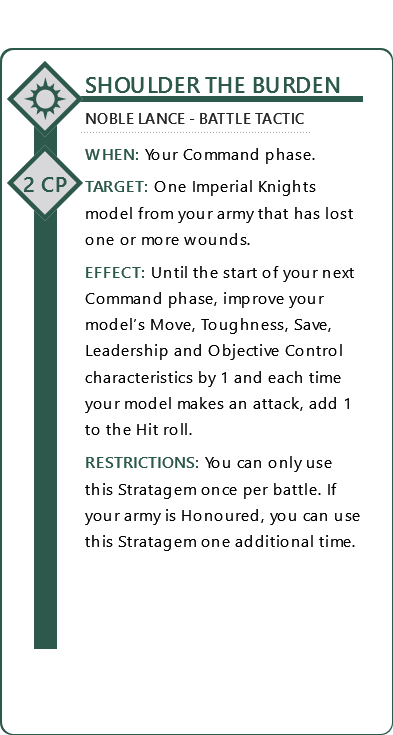 SHOULDER THE BURDEN
NOBLE LANCE - BATTLE TACTIC
WHEN: Your Command phase.
2 CP
TARGET: One Imperial Knights
model from your army that has lost
one or more wounds.
EFFECT: Until the start of your next
Command phase, improve your
model's Move, Toughness, Save,
Leadership and Objective Control
characteristics by 1 and each time
your model makes an attack, add 1
to the Hit roll.
RESTRICTIONS: You can only use
this Stratagem once per battle. If
your army is Honoured, you can use
this Stratagem one additional time.